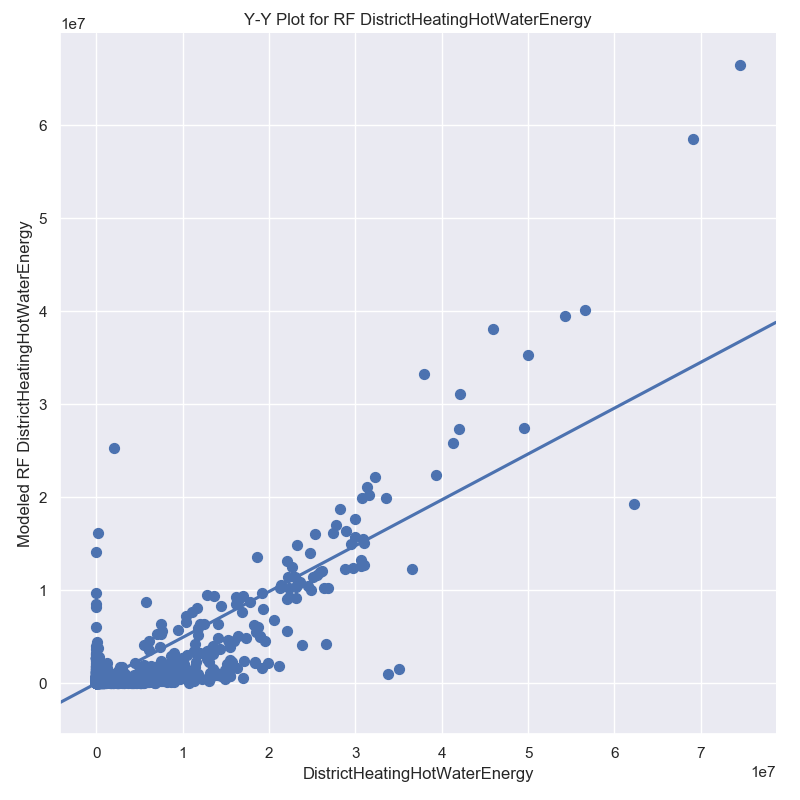 Y-Y Plot for RF DistrictHeatingHotWaterEnergy
1e7
6
5
4
3
2
1
0
Modeled RF DistrictHeatingHotWaterEnergy
0 1 2 3 4 5 6 7
1e7
DistrictHeatingHotWaterEnergy